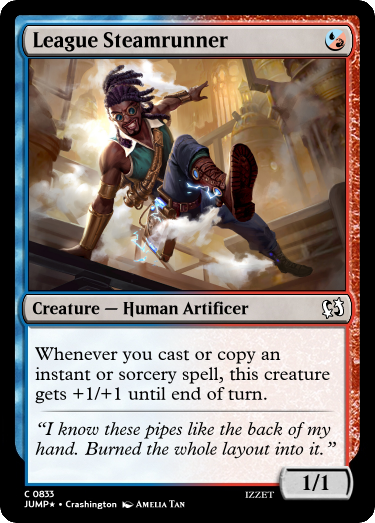 League Steamrunner
Creature — Human Artificer
Whenever you cast or copy an
instant or sorcery spell, this creature
gets +1/+1 until end of turn.
“I know these pipes like the back of my
hand. Burned the whole layout into it.”
1/1
C 0833
JUMP★ • Crashington Amelia Tan
IZZET